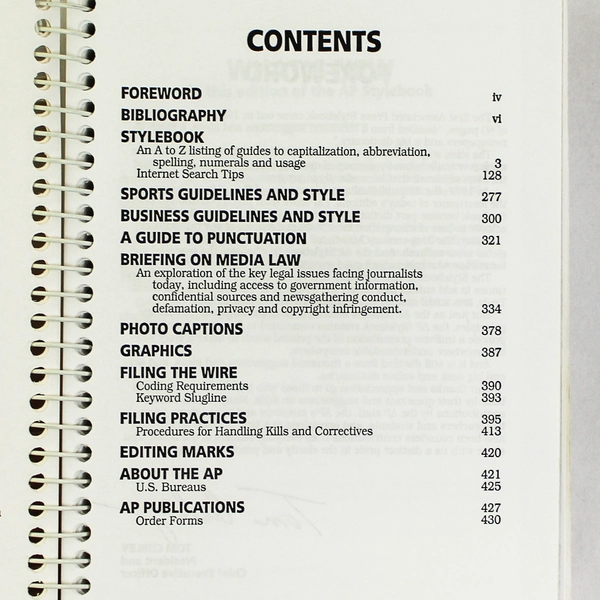 CONTENTS
FOREWORD iv
BIBLIOGRAPHY vi
STYLEBOOK
An A to Z listing of guides to capitalization, abbreviation,
spelling, numerals and usage 3
Internet Search Tips 128
SPORTS GUIDELINES AND STYLE 277
BUSINESS GUIDELINES AND STYLE 300
A GUIDE TO PUNCTUATION 321
BRIEFING ON MEDIA LAW
An exploration of the key legal issues facing journalists
today, including access to government information,
confidential sources and newsgathering conduct,
defamation, privacy and copyright infringement. 334
PHOTO CAPTIONS 378
GRAPHICS 387
FILING THE WIRE
Coding Requirements 390
Keyword Slugline 393
FILING PRACTICES 395
Procedures for Handling Kills and Correctives 413
EDITING MARKS 420
ABOUT THE AP 421
U.S. Bureaus 425
AP PUBLICATIONS 427
Order Forms 430